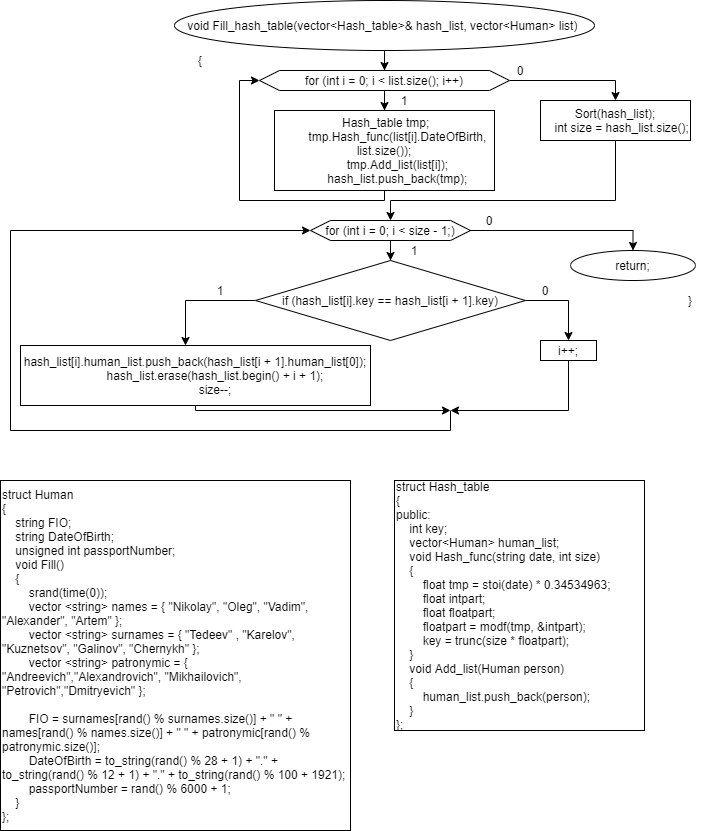 void Fill_hash_table(vector<Hash_table>& hash_list, vector<Human> list)
{
for (int i = 0; i < list.size(); i++)
0
1
Hash_table tmp;
tmp.Hash_func(list[i].DateOfBirth,
list.size());
tmp.Add_list(list[i]);
hash_list.push_back(tmp);
Sort(hash_list);
int size = hash_list.size();
for (int i = 0; i < size - 1;)
0
1
return;
}
if (hash_list[i].key == hash_list[i + 1].key)
1
0
hash_list[i].human_list.push_back(hash_list[i + 1].human_list[0]);
hash_list.erase(hash_list.begin() + i + 1);
size--;
i++;
struct Human
{
string FIO;
string DateOfBirth;
unsigned int passportNumber;
void Fill()
{
srand(time(0));
vector <string> names = { "Nikolay", "Oleg", "Vadim",
"Alexander", "Artem" };
vector <string> surnames = { "Tedeev" , "Karelov",
"Kuznetsov", "Galinov", "Chernykh" };
vector <string> patronymic = {
"Andreevich","Alexandrovich", "Mikhailovich",
"Petrovich","Dmitryevich" };
FIO = surnames[rand() % surnames.size()] + " " +
names[rand() % names.size()] + " " + patronymic[rand() %
patronymic.size()];
DateOfBirth = to_string(rand() % 28 + 1) + "." +
to_string(rand() % 12 + 1) + "." + to_string(rand() % 100 + 1921);
passportNumber = rand() % 6000 + 1;
}
};
struct Hash_table
{
public:
int key;
vector<Human> human_list;
void Hash_func(string date, int size)
{
float tmp = stoi(date) * 0.34534963;
float intpart;
float floatpart;
floatpart = modf(tmp, &intpart);
key = trunc(size * floatpart);
}
void Add_list(Human person)
{
human_list.push_back(person);
}
};